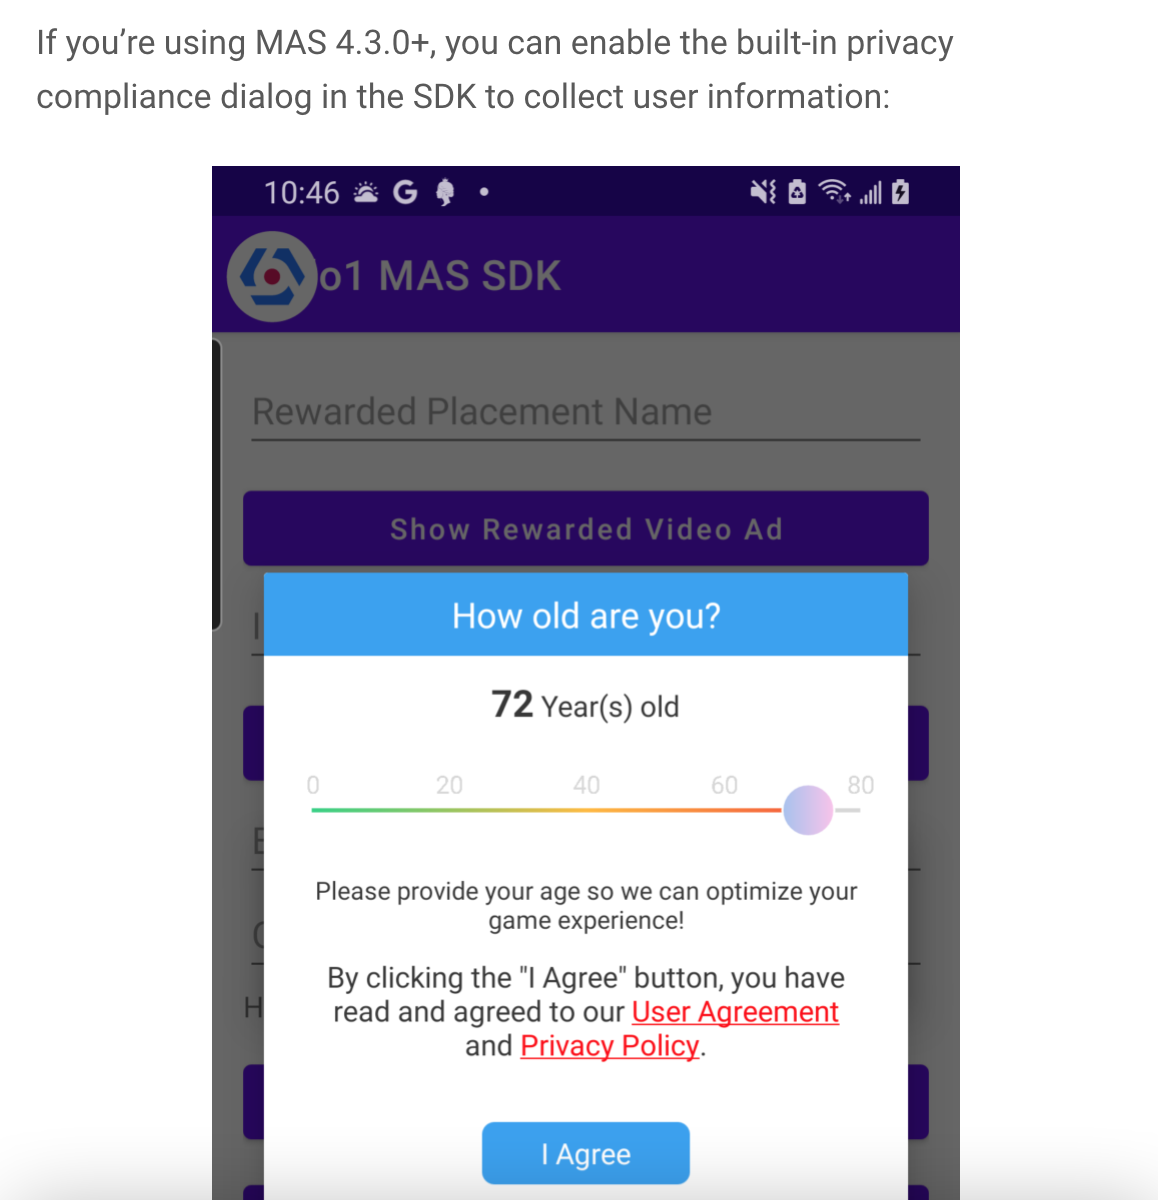 If you’re using MAS 4.3.0+, you can enable the built-in privacy
compliance dialog in the SDK to collect user information:
10:46
o1 MAS SDK
Rewarded Placement Name
Show Rewarded Video Ad
How old are you?
72 Year(s) old
0 20 40 60 80
Please provide your age so we can optimize your
game experience!
By clicking the "I Agree" button, you have
read and agreed to our User Agreement
and Privacy Policy.
I Agree